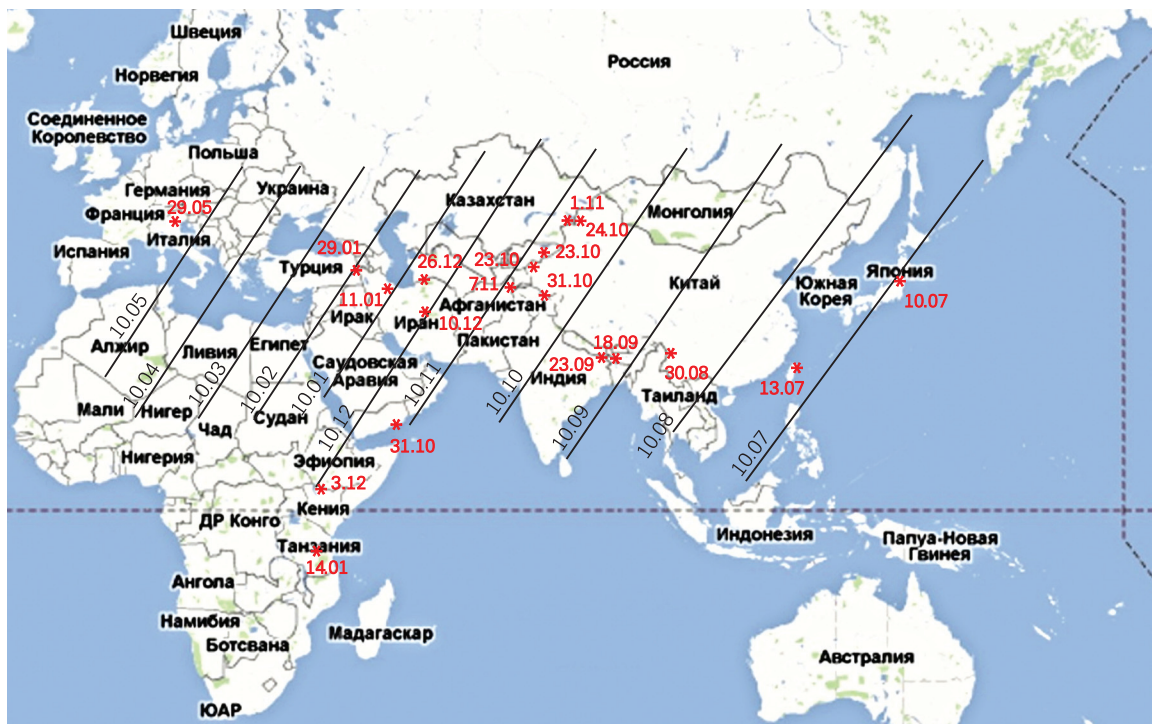 Швеция
Россия
Норвегия
Соединенное
Королевство
Польша
Германия
Украина
Казахстан
Монголия
Франция
29.05
1.11
24.10
Италия
Испания
29.01
26.12
23.10
23.10
Турция
Япония
10.07
7.11
31.10
Китай
Южная
Корея
11.01
Афганистан
Ирак
Иран
10.12
10.05
Алжир
Ливия
Египет
Пакистан
18.09
23.09
30.08
Саудовская
Аравия
Индия
13.07
Таиланд
10.04
10.03
10.02
10.01
10.12
10.11
10.10
10.09
10.08
10.07
Мали
Нигер
Чад
Судан
31.10
Нигерия
Эфиопия
3.12
Кения
ДР Конго
Танзания
14.01
Индонезия
Папуа-Новая
Гвинея
Ангола
Намибия
Ботсвана
Мадагаскар
Австралия
ЮАР